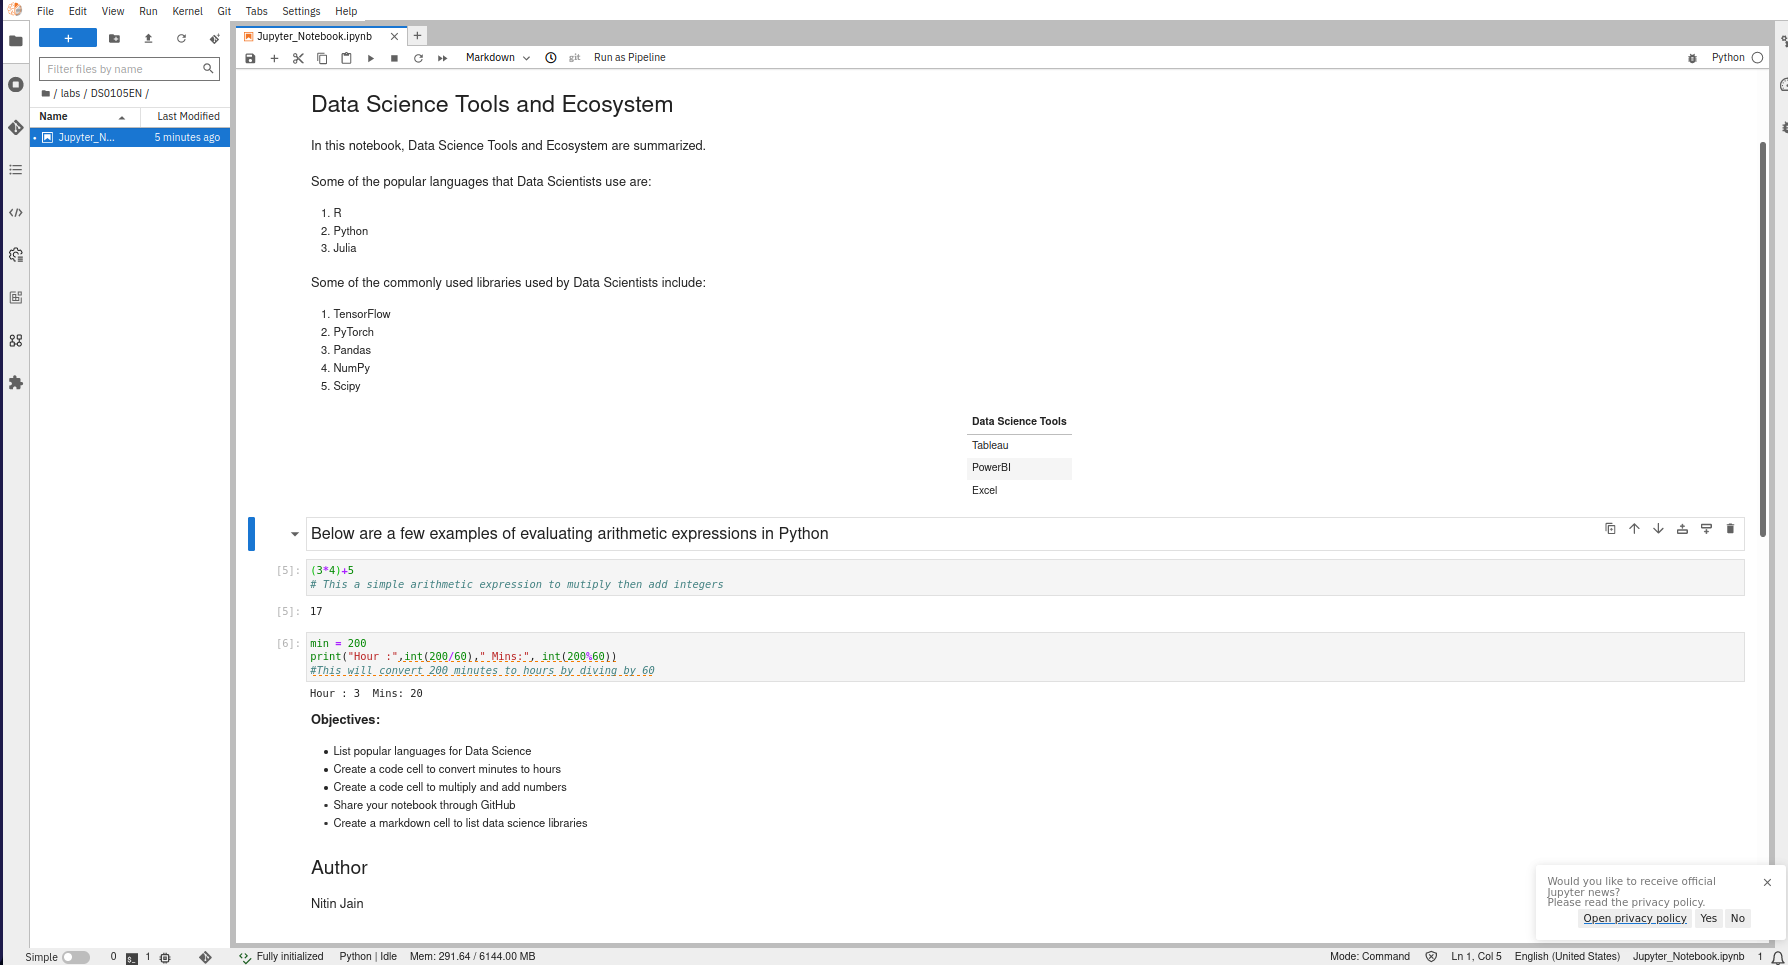 File Edit View Run Kernel Git Tabs Settings Help
Filter files by name
/ labs / DS0105EN /
Name Last Modified
Jupyter_N... 5 minutes ago
Jupyter_Notebook.ipynb
Markdown git Run as Pipeline Python
Data Science Tools and Ecosystem
In this notebook, Data Science Tools and Ecosystem are summarized.
Some of the popular languages that Data Scientists use are:
1. R
2. Python
3. Julia
Some of the commonly used libraries used by Data Scientists include:
1. TensorFlow
2. PyTorch
3. Pandas
4. NumPy
5. Scipy
Data Science Tools
Tableau
PowerBI
Excel
Below are a few examples of evaluating arithmetic expressions in Python
[5]: (3*4)+5
# This a simple arithmetic expression to mutiply then add integers
[5]: 17
[6]: min = 200
print("Hour :",int(200/60)," Mins:", int(200%60))
#This will convert 200 minutes to hours by diving by 60
Hour : 3  Mins: 20
Objectives:
• List popular languages for Data Science
• Create a code cell to convert minutes to hours
• Create a code cell to multiply and add numbers
• Share your notebook through GitHub
• Create a markdown cell to list data science libraries
Author
Nitin Jain
Would you like to receive official
Jupyter news?
Please read the privacy policy.
Open privacy policy Yes No
Simple 0 1 Fully initialized Python | Idle Mem: 291.64 / 6144.00 MB Mode: Command Ln 1, Col 5 English (United States) Jupyter_Notebook.ipynb 1